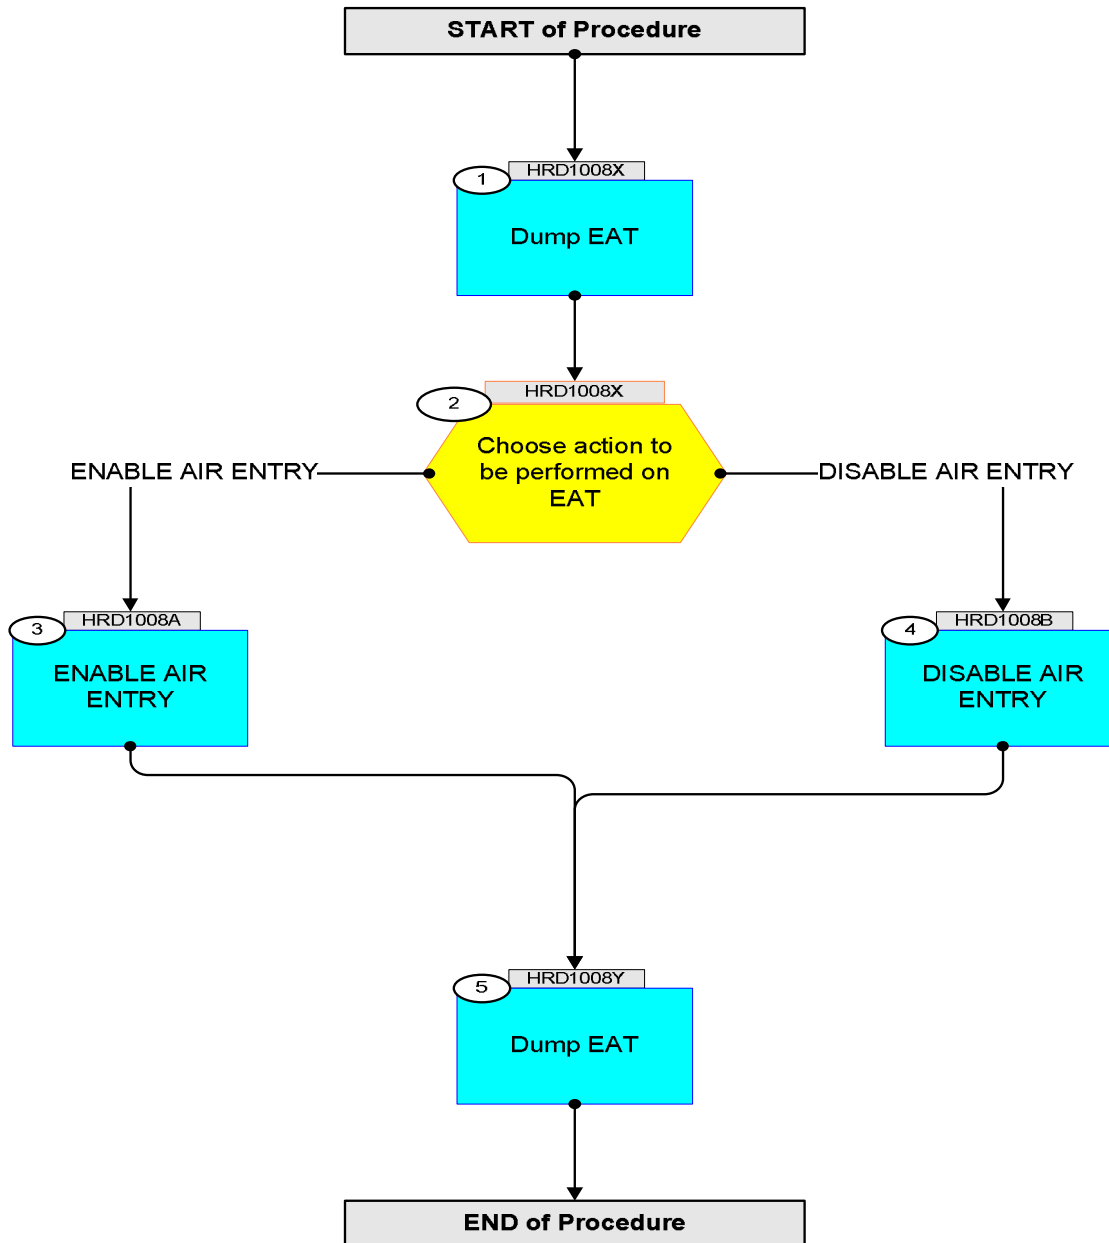 START of Procedure
HRD1008X
1
Dump EAT
HRD1008X
2
Choose action to
be performed on
EAT
ENABLE AIR ENTRY
DISABLE AIR ENTRY
HRD1008A
3
ENABLE AIR
ENTRY
HRD1008B
4
DISABLE AIR
ENTRY
HRD1008Y
5
Dump EAT
END of Procedure